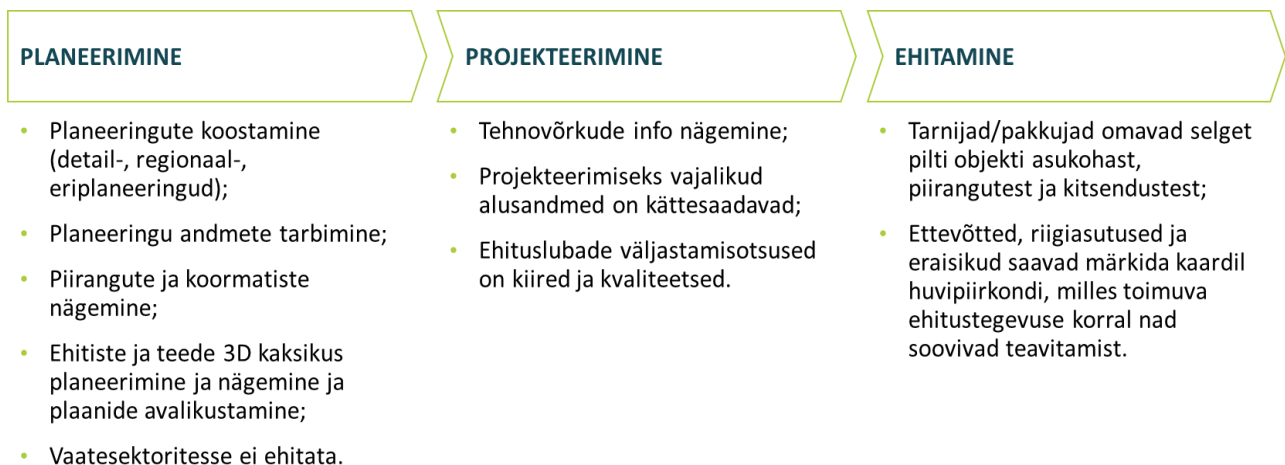 PLANEERIMINE
• Planeeringute koostamine
(detail-, regionaal-,
eriplaneeringud);
• Planeeringu andmete tarbimine;
• Piirangute ja koormatiste
nägemine;
• Ehitiste ja teede 3D kaksikus
planeerimine ja nägemine ja
plaanide avalikustamine;
• Vaatesektoritesse ei ehitata.
PROJEKTEERIMINE
• Tehnovõrkude info nägemine;
• Projekteerimiseks vajalikud
alusandmed on kättesaadavad;
• Ehituslubade väljastamisotsused
on kiired ja kvaliteetsed.
EHITAMINE
• Tarnijad/pakkujad omavad selget
pilti objekti asukohast,
piirangutest ja kitsendustest;
• Ettevõtted, riigiasutused ja
eraisikud saavad märkida kaardil
huvipiirkondi, milles toimuva
ehitustegevuse korral nad
soovivad teavitamist.